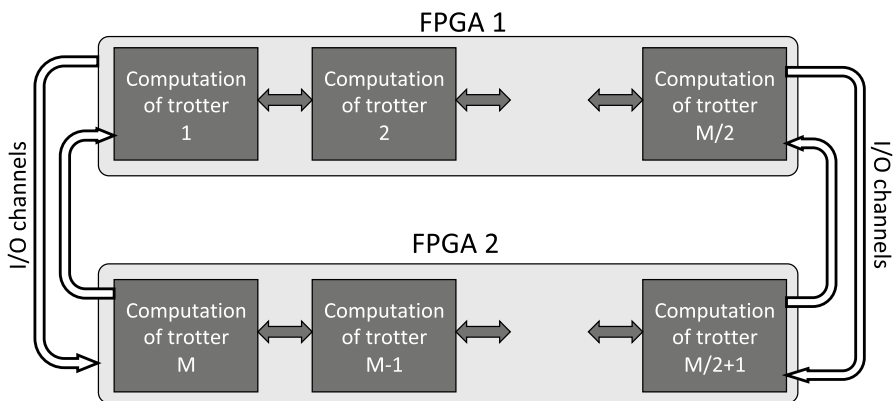 FPGA 1
Computation
of trotter
1
Computation
of trotter
2
Computation
of trotter
M/2
I/O channels
I/O channels
FPGA 2
Computation
of trotter
M
Computation
of trotter
M-1
Computation
of trotter
M/2+1